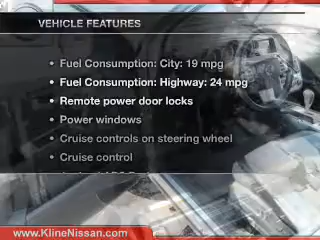 VEHICLE FEATURES
• Fuel Consumption: City: 19 mpg
• Fuel Consumption: Highway: 24 mpg
• Remote power door locks
• Power windows
• Cruise controls on steering wheel
• Cruise control
www.KlineNissan.com